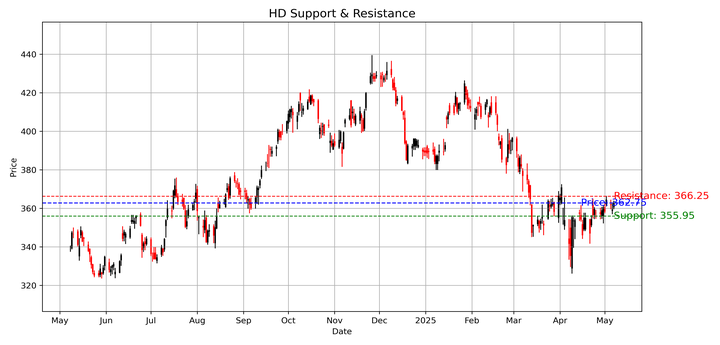 HD Support & Resistance
Price
440
420
400
380
360
340
320
Resistance: 366.25
Price: 362.75
Support: 355.95
May Jun Jul Aug Sep Oct Nov Dec 2025 Feb Mar Apr May
Date